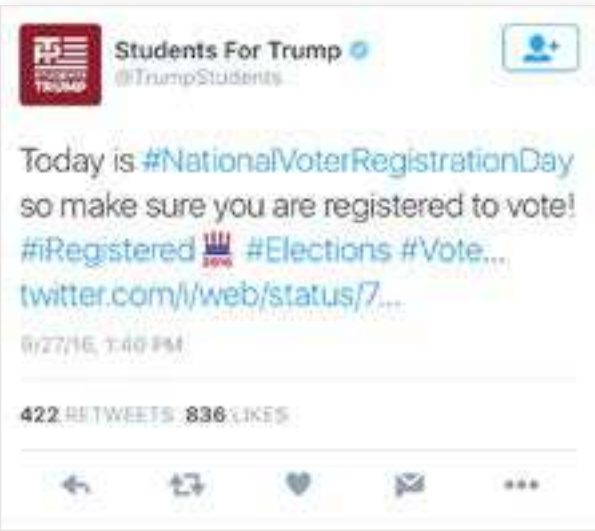 Students For Trump
@TrumpStudents
TRUMP
Today is #NationalVoterRegistrationDay
so make sure you are registered to vote!
#iRegistered #Elections #Vote...
twitter.com/i/web/status/7...
9/27/16, 1:40 PM
422 RETWEETS 836 LIKES